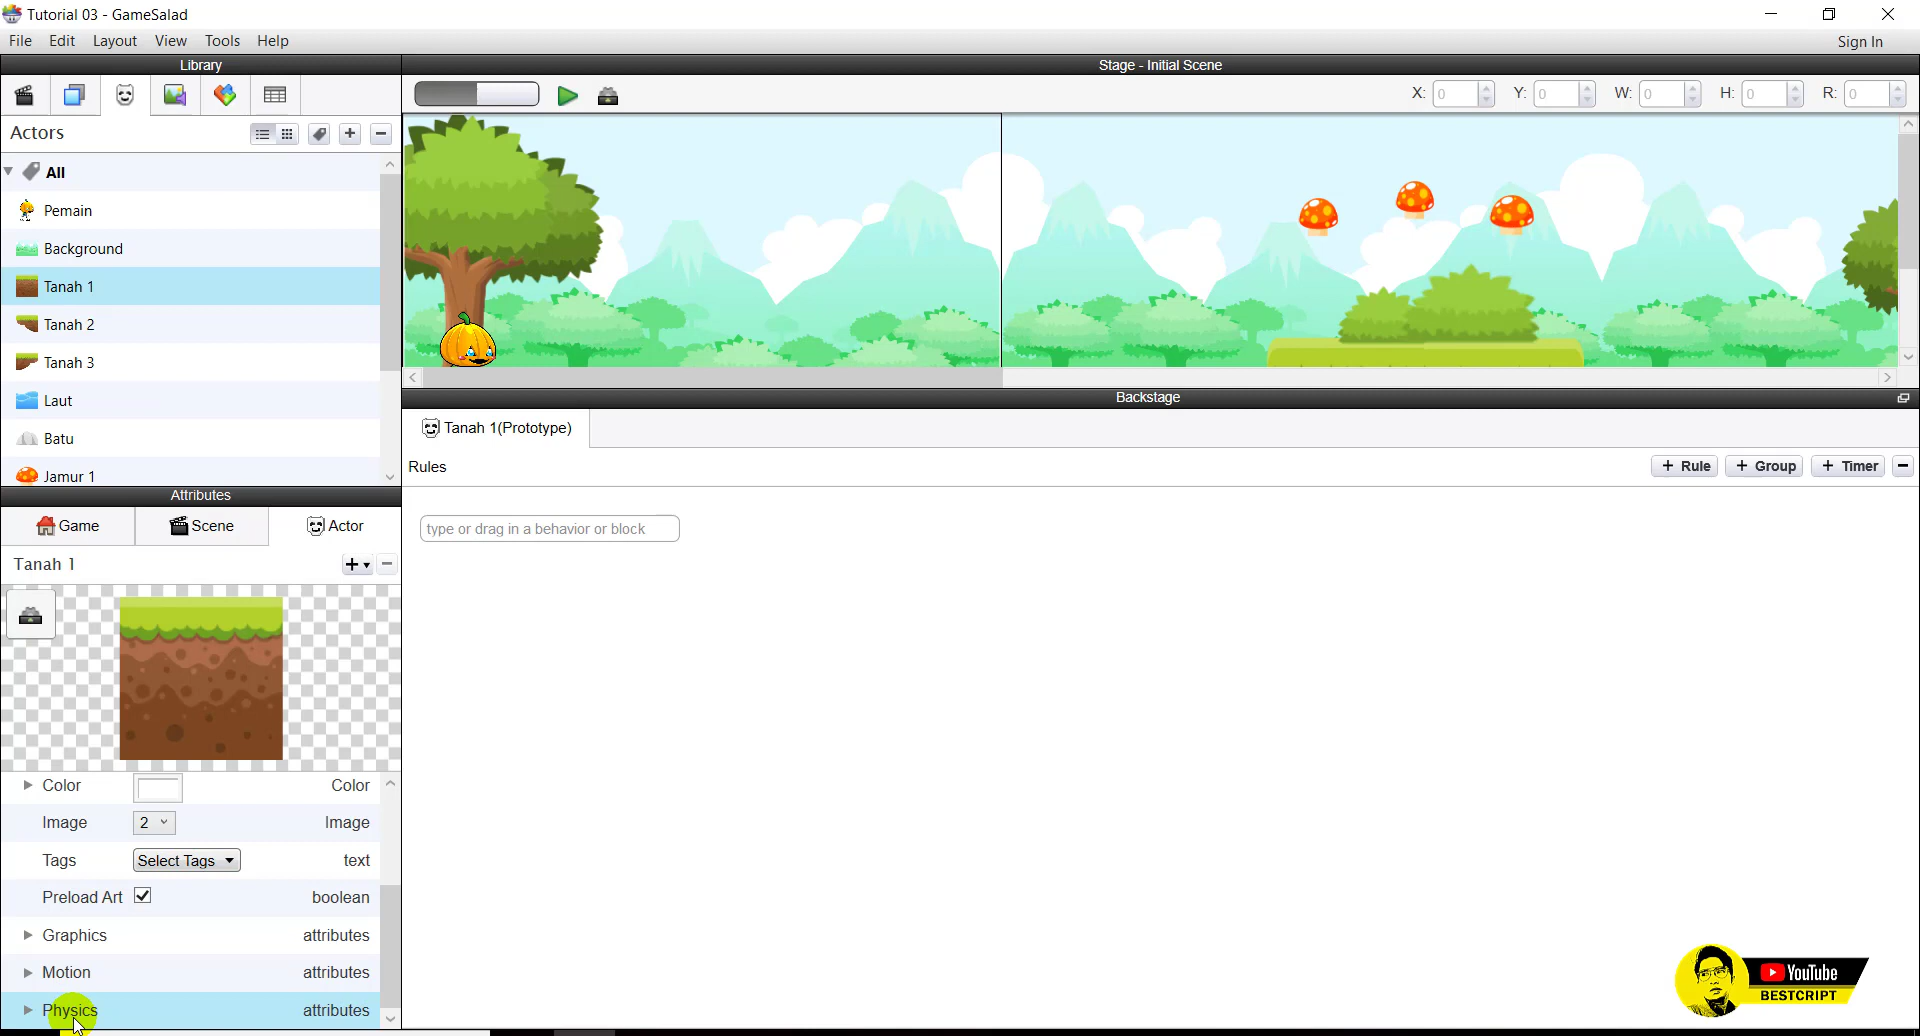 Tutorial 03 - GameSalad
File Edit Layout View Tools Help
Sign In
Library
Stage - Initial Scene
X: 0 Y: 0 W: 0 H: 0 R: 0
Actors
All
Pemain
Background
Tanah 1
Tanah 2
Tanah 3
Laut
Batu
Jamur 1
Attributes
Game Scene Actor
Tanah 1
Color Color
Image 2 Image
Tags Select Tags text
Preload Art boolean
Graphics attributes
Motion attributes
Physics attributes
Backstage
Tanah 1(Prototype)
Rules
+ Rule + Group + Timer
type or drag in a behavior or block
YouTube
BESTCRIPT